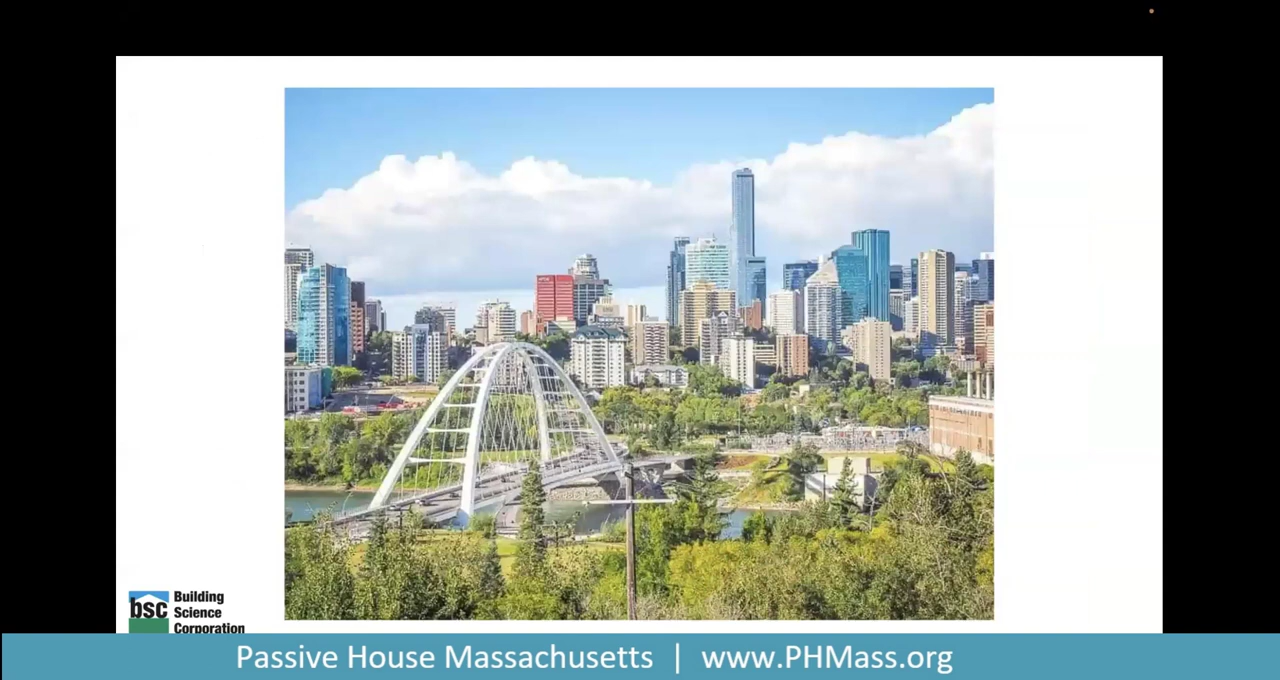 bsc
Building
Science
Corporation
Passive House Massachusetts | www.PHMass.org